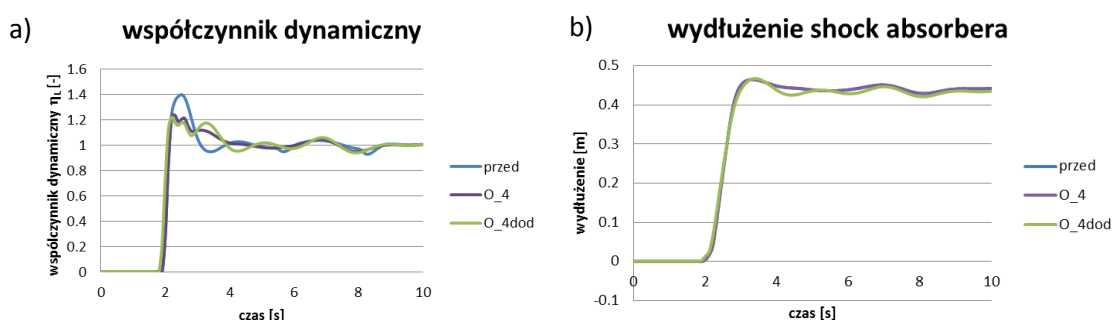 a)
współczynnik dynamiczny
współczynnik dynamiczny ηL [-]
1.6
1.4
1.2
1
0.8
0.6
0.4
0.2
0
0 2 4 6 8 10
czas [s]
przed
O_4
O_4dod
b)
wydłużenie shock absorbera
wydłużenie [m]
0.5
0.4
0.3
0.2
0.1
0
-0.1
0 2 4 6 8 10
czas [s]
przed
O_4
O_4dod